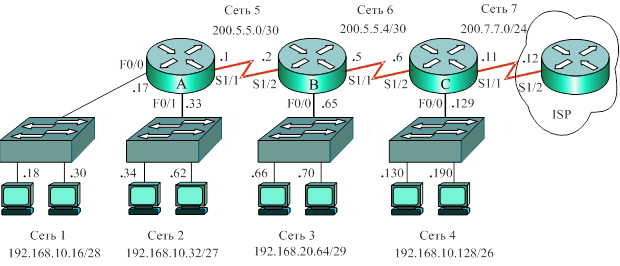 Сеть 5 Сеть 6 Сеть 7
200.5.5.0/30 200.5.5.4/30 200.7.7.0/24
F0/0 .1 .2 .5 .6 .11 .12
.17 A S1/1 S1/2 B S1/1 S1/2 C S1/1 S1/2
F0/1 .33 F0/0 .65 F0/0 .129 ISP
.18 .30 .34 .62 .66 .70 .130 .190
Сеть 1 Сеть 2 Сеть 3 Сеть 4
192.168.10.16/28 192.168.10.32/27 192.168.20.64/29 192.168.10.128/26